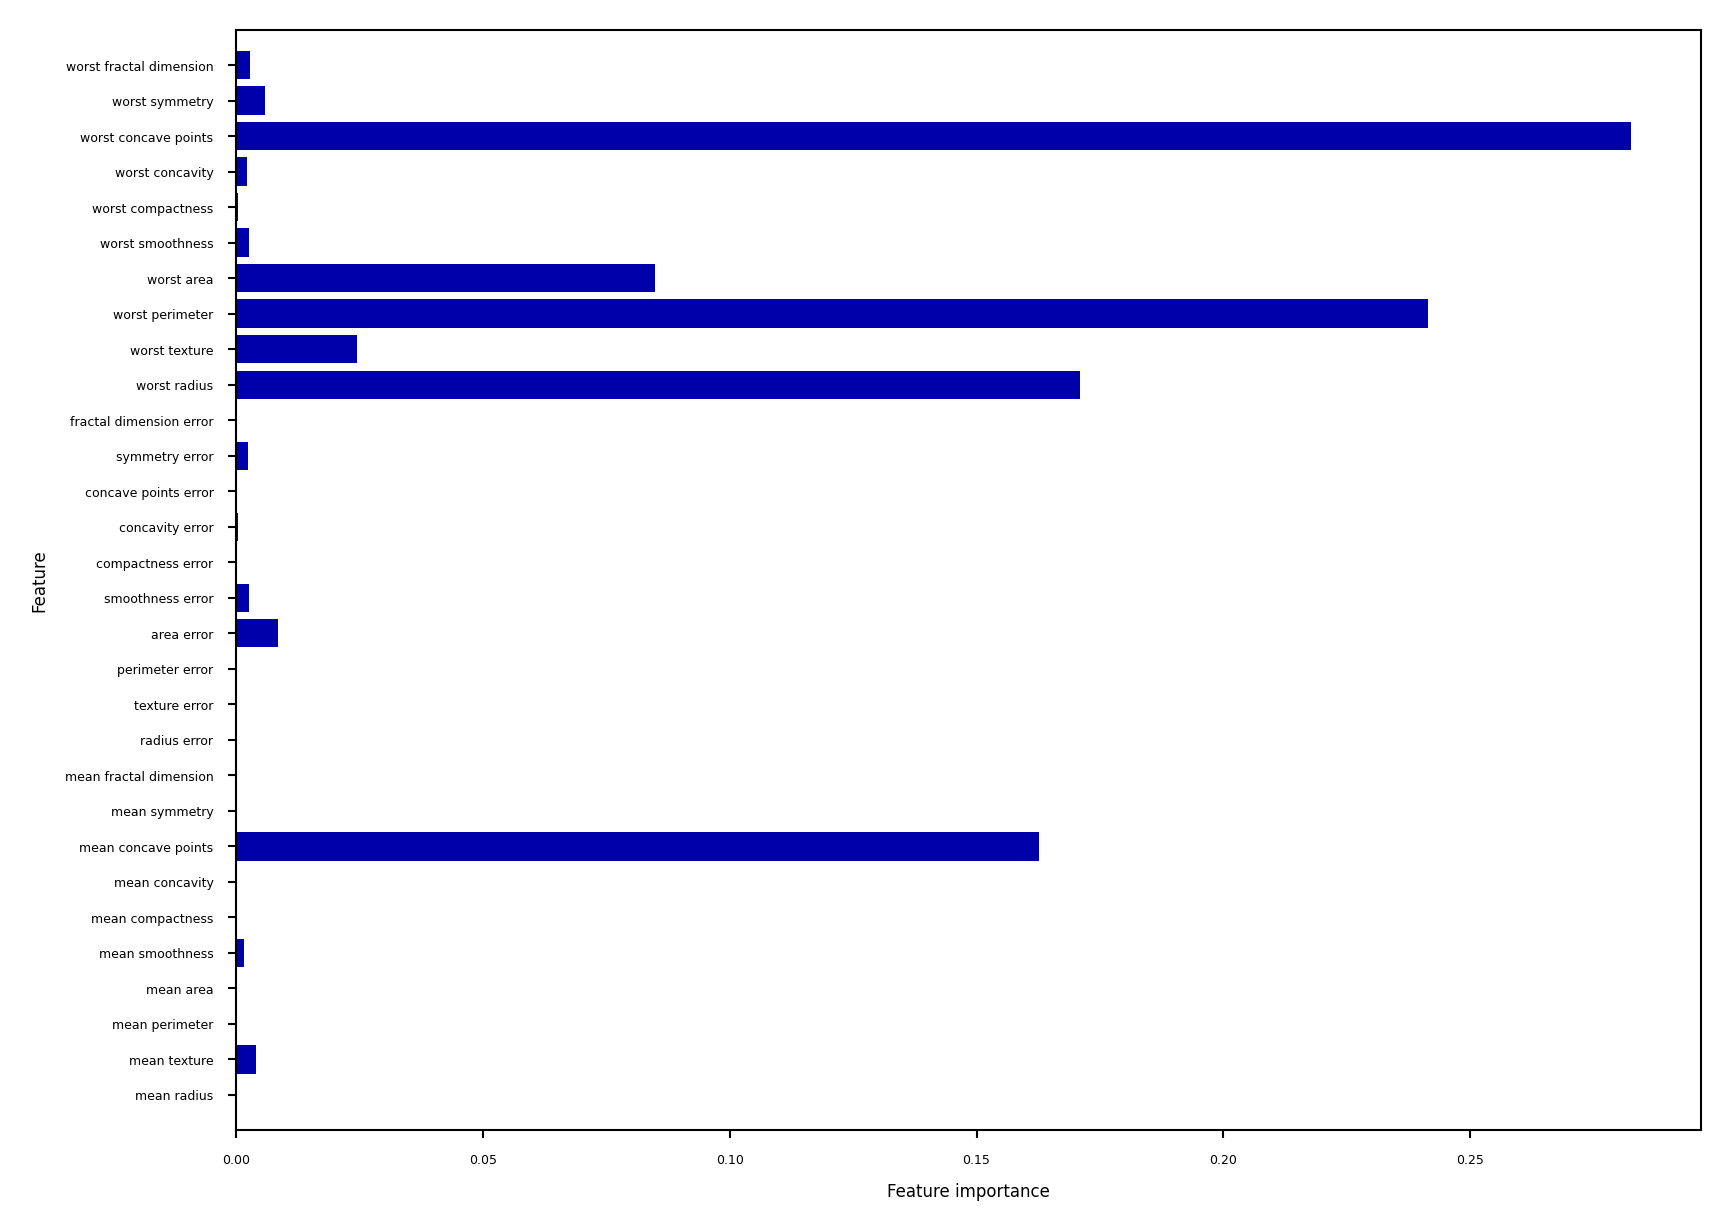 worst fractal dimension
worst symmetry
worst concave points
worst concavity
worst compactness
worst smoothness
worst area
worst perimeter
worst texture
worst radius
fractal dimension error
symmetry error
concave points error
concavity error
compactness error
smoothness error
area error
perimeter error
texture error
radius error
mean fractal dimension
mean symmetry
mean concave points
mean concavity
mean compactness
mean smoothness
mean area
mean perimeter
mean texture
mean radius
Feature
0.00 0.05 0.10 0.15 0.20 0.25
Feature importance